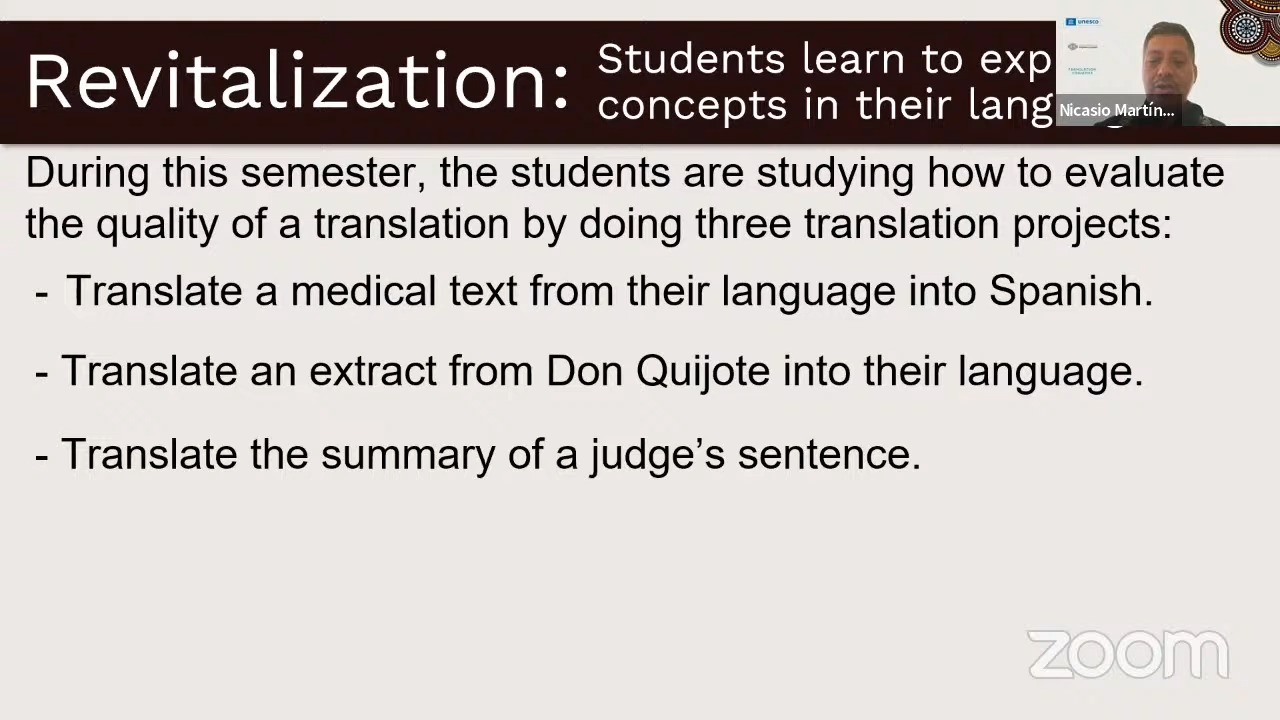 Revitalization:
Students learn to exp
concepts in their lang
unesco
Nicasio Martín...
During this semester, the students are studying how to evaluate
the quality of a translation by doing three translation projects:
- Translate a medical text from their language into Spanish.
- Translate an extract from Don Quijote into their language.
- Translate the summary of a judge’s sentence.
zoom